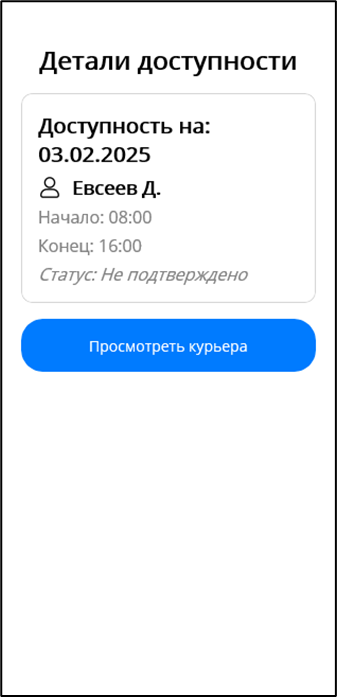 Детали доступности
Доступность на:
03.02.2025
Евсеев Д.
Начало: 08:00
Конец: 16:00
Статус: Не подтверждено
Просмотреть курьера